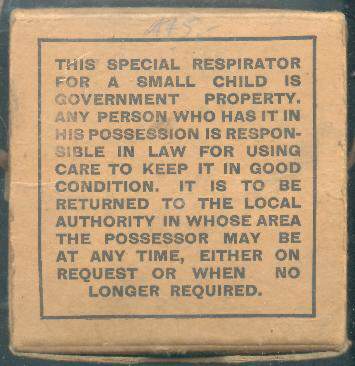 THIS SPECIAL RESPIRATOR
FOR A SMALL CHILD IS
GOVERNMENT PROPERTY.
ANY PERSON WHO HAS IT IN
HIS POSSESSION IS RESPON-
SIBLE IN LAW FOR USING
CARE TO KEEP IT IN GOOD
CONDITION. IT IS TO BE
RETURNED TO THE LOCAL
AUTHORITY IN WHOSE AREA
THE POSSESSOR MAY BE
AT ANY TIME, EITHER ON
REQUEST OR WHEN NO
LONGER REQUIRED.